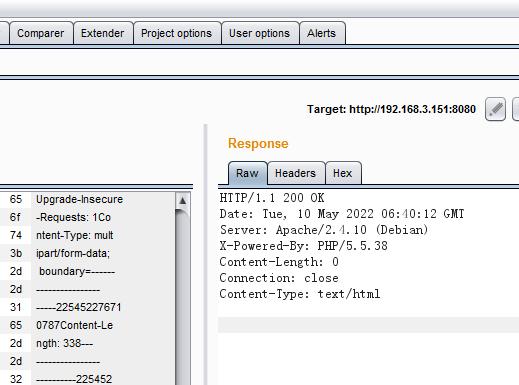 Comparer Extender Project options User options Alerts
Target: http://192.168.3.151:8080
Response
Raw Headers Hex
65 Upgrade-Insecure
6f -Requests: 1Co
74 ntent-Type: mult
3b ipart/form-data;
2d boundary=------
2d ----------------
31 -----22545227671
65 0787Content-Le
2d ngth: 338---
2d ----------------
32 ----------225452
HTTP/1.1 200 OK
Date: Tue, 10 May 2022 06:40:12 GMT
Server: Apache/2.4.10 (Debian)
X-Powered-By: PHP/5.5.38
Content-Length: 0
Connection: close
Content-Type: text/html